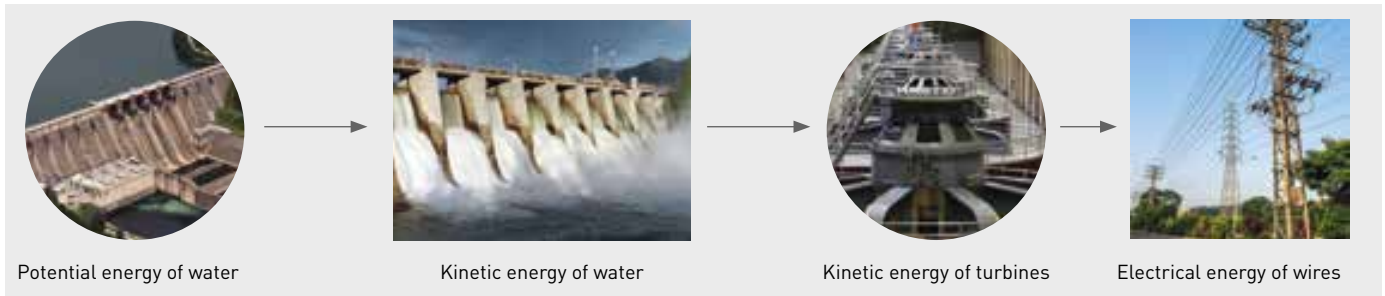 Potential energy of water
Kinetic energy of water
Kinetic energy of turbines
Electrical energy of wires